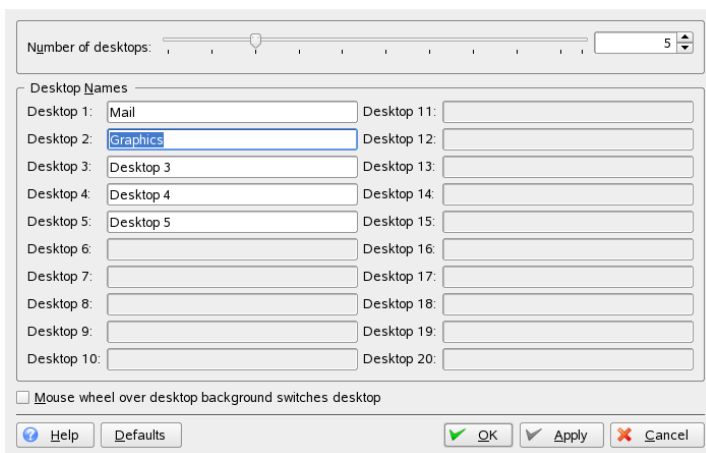 Number of desktops: 5
Desktop Names
Desktop 1: Mail
Desktop 2: Graphics
Desktop 3: Desktop 3
Desktop 4: Desktop 4
Desktop 5: Desktop 5
Desktop 6:
Desktop 7:
Desktop 8:
Desktop 9:
Desktop 10:
Desktop 11:
Desktop 12:
Desktop 13:
Desktop 14:
Desktop 15:
Desktop 16:
Desktop 17:
Desktop 18:
Desktop 19:
Desktop 20:
Mouse wheel over desktop background switches desktop
Help Defaults OK Apply Cancel